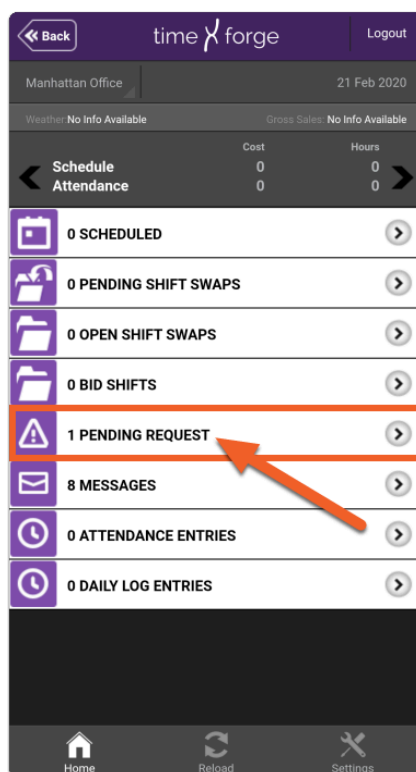 Back time forge Logout
Manhattan Office 21 Feb 2020
Weather: No Info Available Gross Sales: No Info Available
Cost Hours
Schedule 0 0
Attendance 0 0
0 SCHEDULED
0 PENDING SHIFT SWAPS
0 OPEN SHIFT SWAPS
0 BID SHIFTS
1 PENDING REQUEST
8 MESSAGES
0 ATTENDANCE ENTRIES
0 DAILY LOG ENTRIES
Home Reload Settings